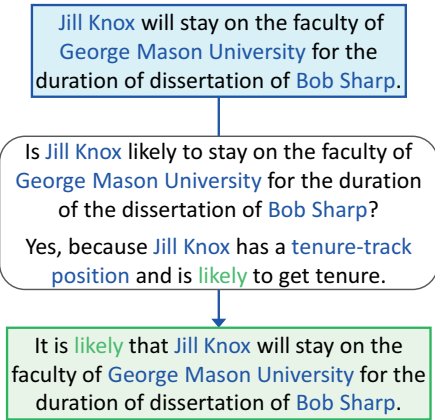 Jill Knox will stay on the faculty of
George Mason University for the
duration of dissertation of Bob Sharp.
Is Jill Knox likely to stay on the faculty of
George Mason University for the duration
of the dissertation of Bob Sharp?
Yes, because Jill Knox has a tenure-track
position and is likely to get tenure.
It is likely that Jill Knox will stay on the
faculty of George Mason University for the
duration of dissertation of Bob Sharp.